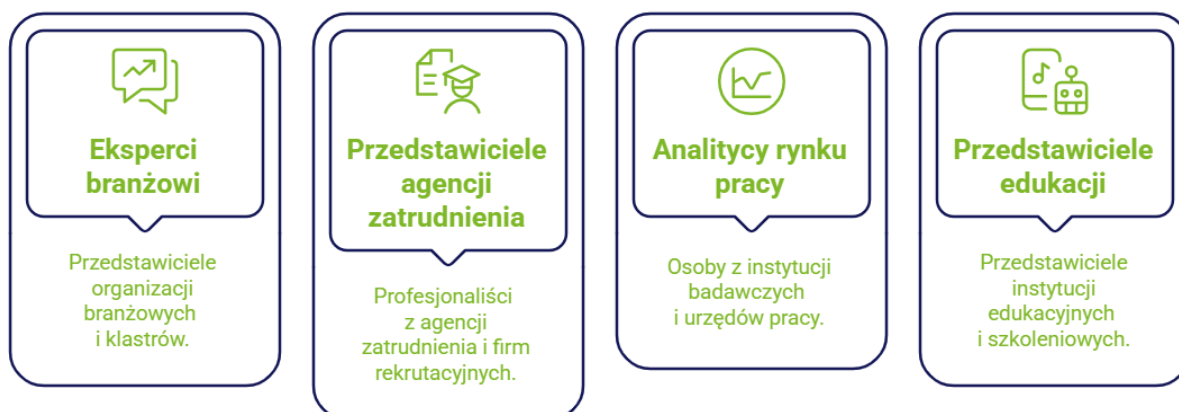 Eksperci
branżowi
Przedstawiciele
organizacji
branżowych
i klastrów.
Przedstawiciele
agencji
zatrudnienia
Profesjonaliści
z agencji
zatrudnienia i firm
rekrutacyjnych.
Analitycy rynku
pracy
Osoby z instytucji
badawczych
i urzędów pracy.
Przedstawiciele
edukacji
Przedstawiciele
instytucji
edukacyjnych
i szkoleniowych.